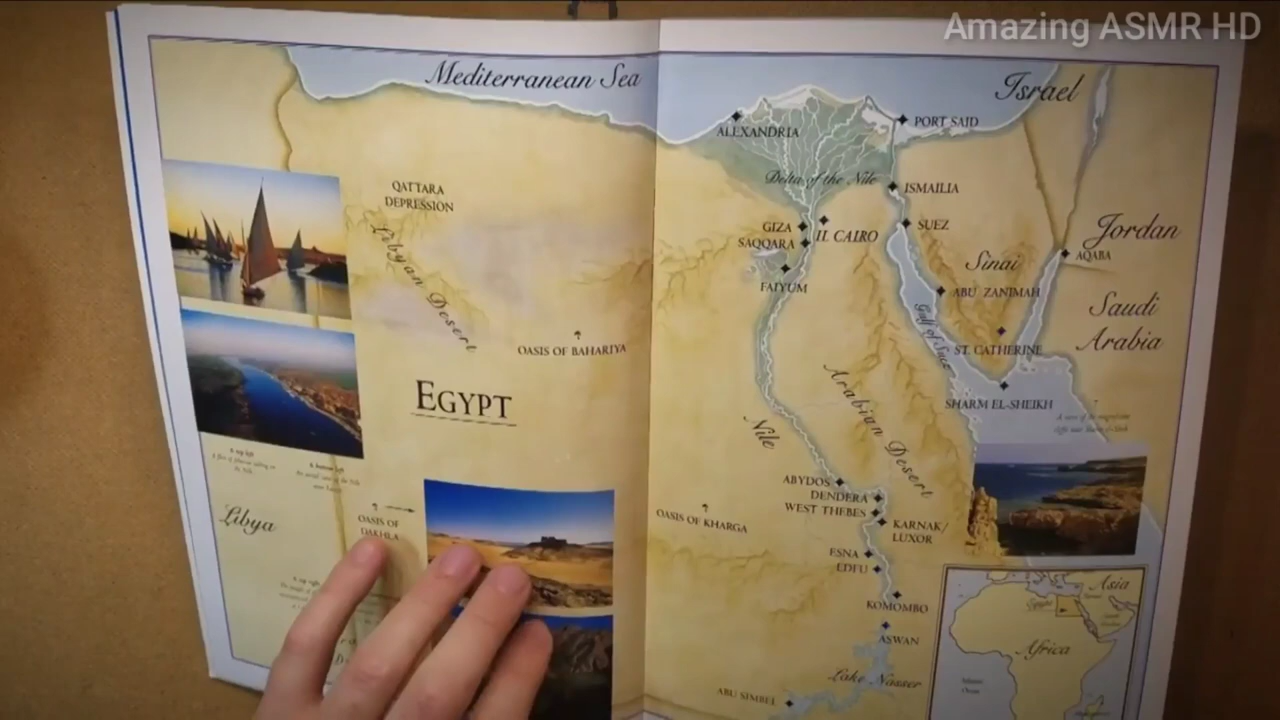 Amazing ASMR HD
Mediterranean Sea
Israel
ALEXANDRIA
PORT SAID
Delta of the Nile
ISMAILIA
QATTARA
DEPRESSION
GIZA
IL CAIRO
SUEZ
Jordan
SAQQARA
AQABA
Sinai
FAIYUM
ABU ZANIMAH
Libyan Desert
Saudi
Arabia
Gulf of Suez
OASIS OF BAHARIYA
ST. CATHERINE
EGYPT
SHARM EL-SHEIKH
Arabian Desert
Nile
ABYDOS
DENDERA
WEST THEBES
OASIS OF KHARGA
KARNAK/
LUXOR
Libya
OASIS OF
DAKHLA
ESNA
EDFU
KOMOMBO
ASWAN
Lake Nasser
ABU SIMBEL
Asia
Egypt
Africa